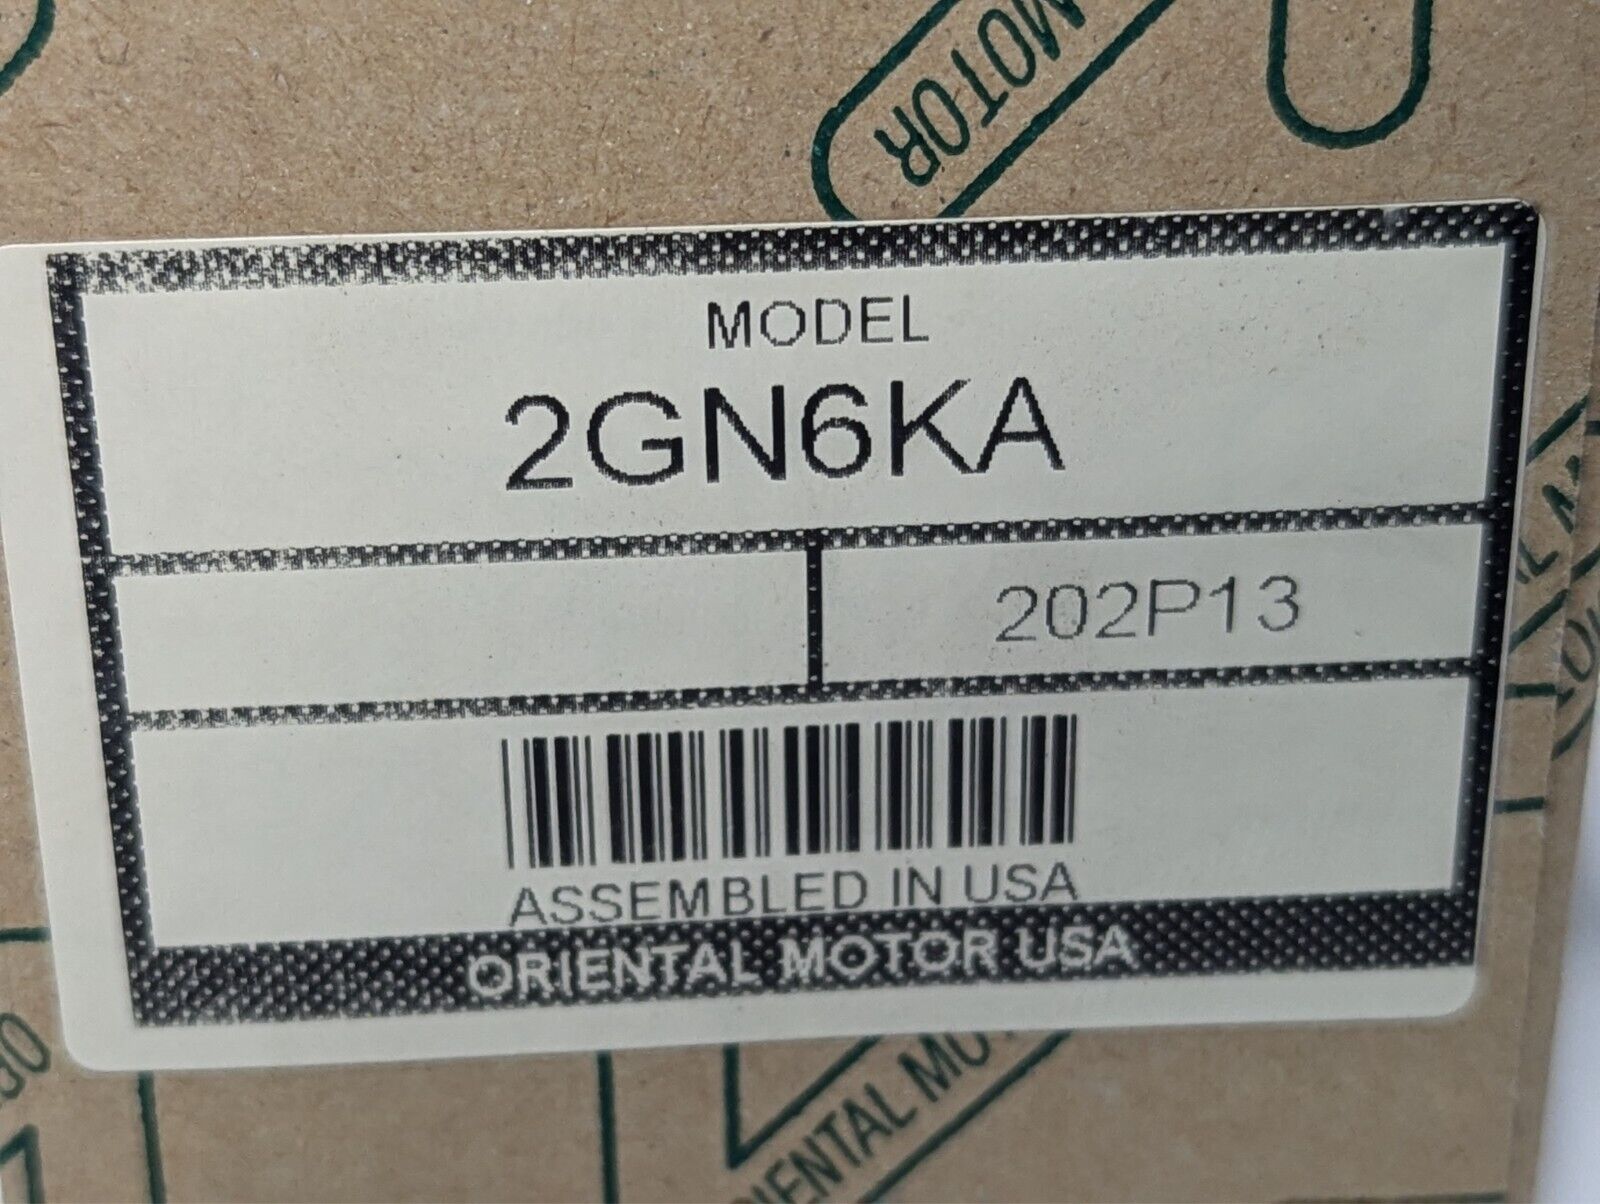 MOTOR
MODEL
2GN6KA
202P13
ASSEMBLED IN USA
ORIENTAL MOTOR USA